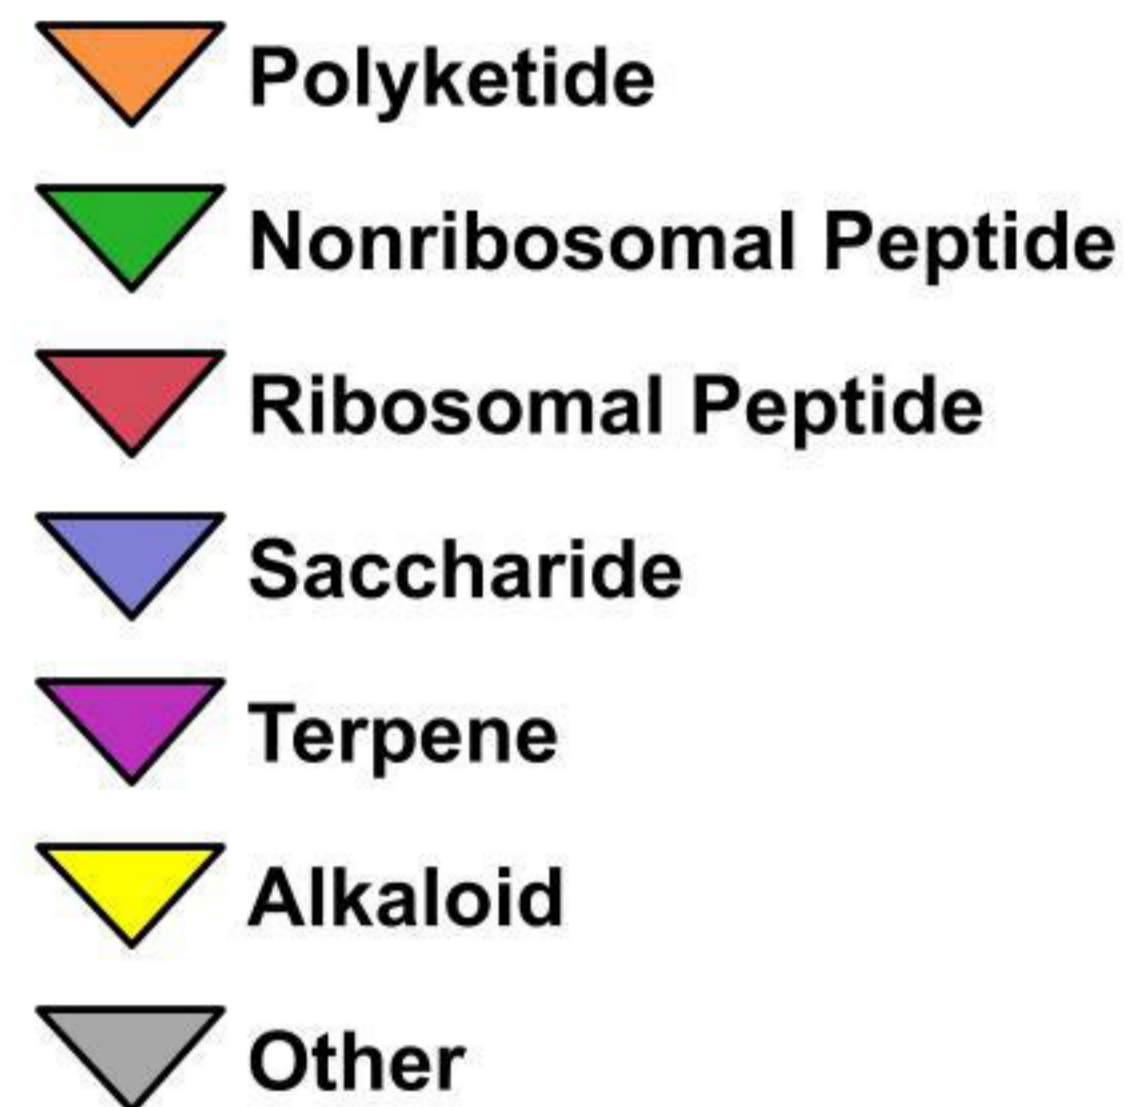 Polyketide
Nonribosomal Peptide
Ribosomal Peptide
Saccharide
Terpene
Alkaloid
Other